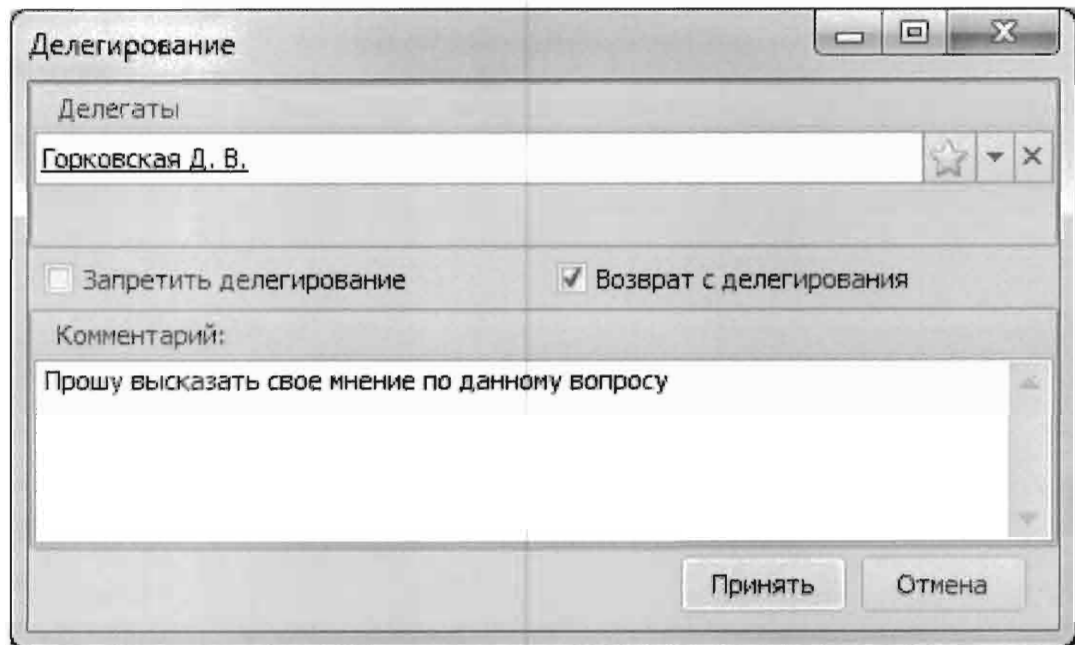 Делегирование
Делегаты
Горковская Д. В.
Запретить делегирование
Возврат с делегирования
Комментарий:
Прошу высказать свое мнение по данному вопросу
Принять
Отмена